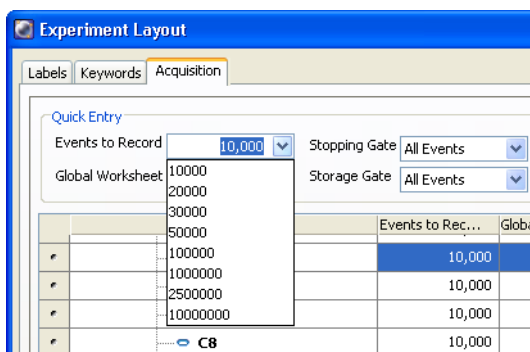 Experiment Layout
Labels Keywords Acquisition
Quick Entry
Events to Record 10,000 Stopping Gate All Events
Global Worksheet Storage Gate All Events
10000
20000
30000
50000
100000
1000000
2500000
10000000
Events to Rec... Globa
10,000
10,000
10,000
C8 10,000